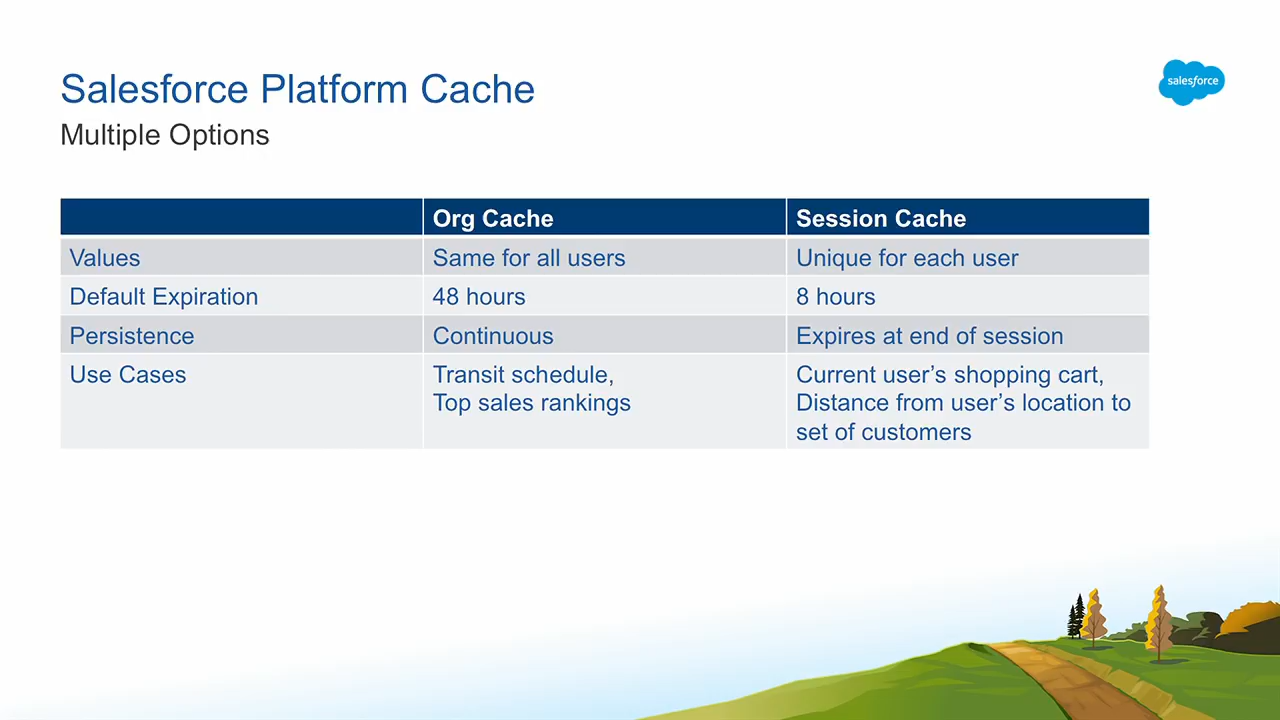 Salesforce Platform Cache
salesforce
Multiple Options
Org Cache
Session Cache
Values
Same for all users
Unique for each user
Default Expiration
48 hours
8 hours
Persistence
Continuous
Expires at end of session
Use Cases
Transit schedule,
Top sales rankings
Current user’s shopping cart,
Distance from user’s location to
set of customers